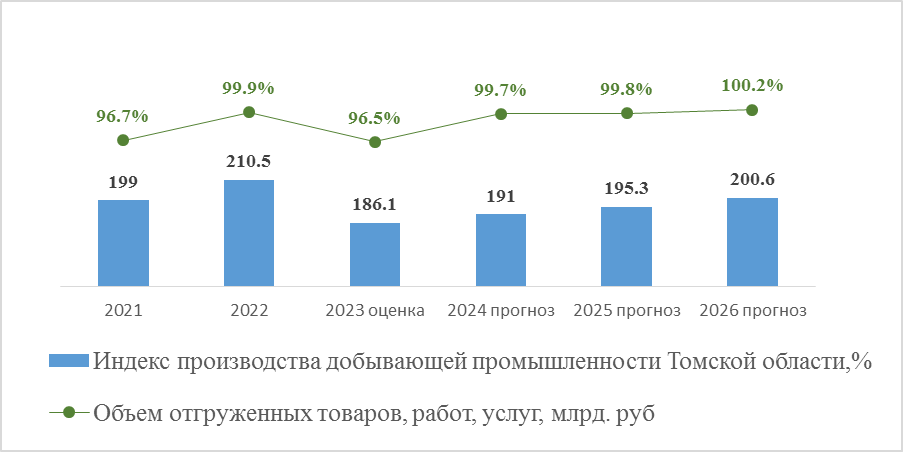 96.7% 99.9% 96.5% 99.7% 99.8% 100.2%
199 210.5 186.1 191 195.3 200.6
2021 2022 2023 оценка 2024 прогноз 2025 прогноз 2026 прогноз
Индекс производства добывающей промышленности Томской области,%
Объем отгруженных товаров, работ, услуг, млрд. руб